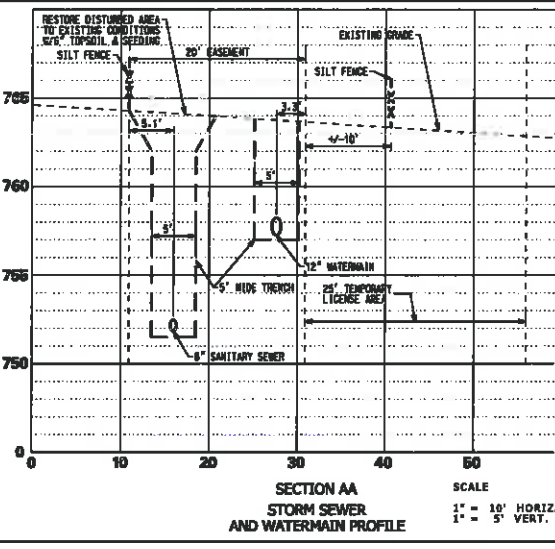 RESTORE DISTURBED AREA
TO EXISTING CONDITIONS
W/6" TOPSOIL & SEEDING
SILT FENCE
20' EASEMENT
EXISTING GRADE
SILT FENCE
765
5.1'
3.3'
+/-10'
760
5'
5'
12" WATERMAIN
755
5' WIDE TRENCH
25' TEMPORARY
LICENSE AREA
8" SANITARY SEWER
750
0
0 10 20 30 40 50
SECTION AA
STORM SEWER
AND WATERMAIN PROFILE
SCALE
1" = 10' HORIZ
1" = 5' VERT.